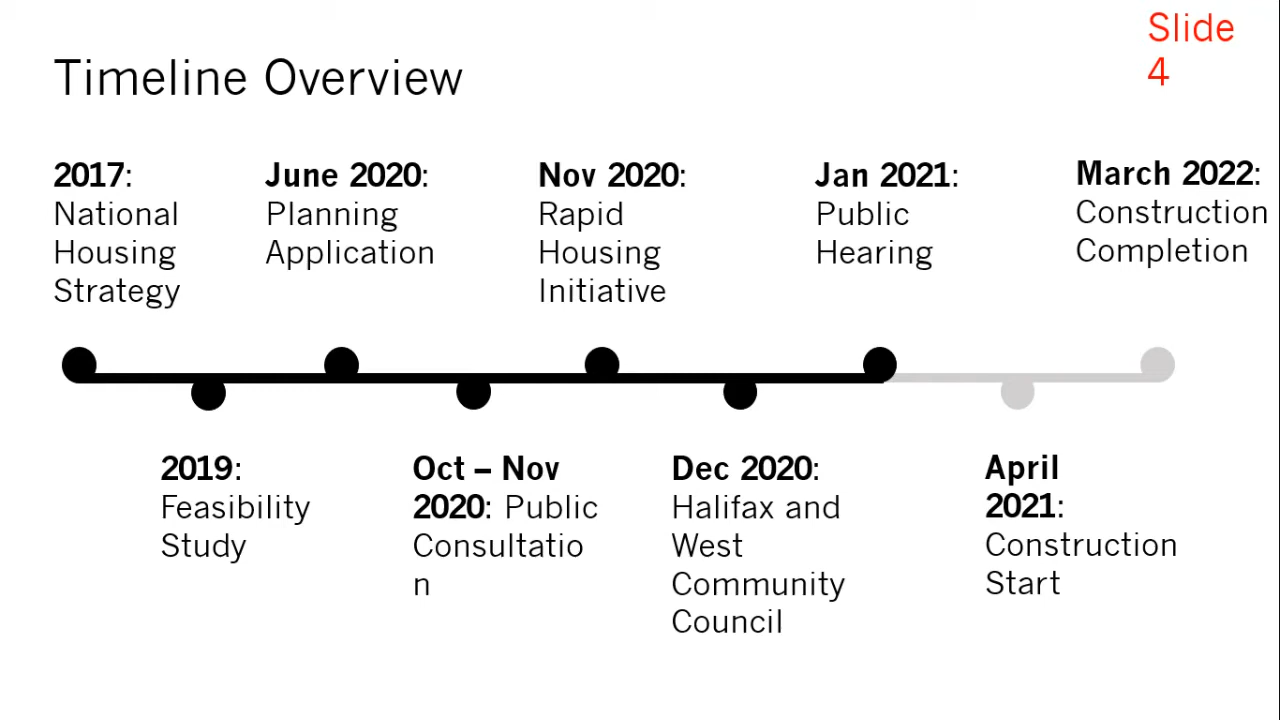 Slide
4
Timeline Overview
2017:
National
Housing
Strategy
June 2020:
Planning
Application
Nov 2020:
Rapid
Housing
Initiative
Jan 2021:
Public
Hearing
March 2022:
Construction
Completion
2019:
Feasibility
Study
Oct – Nov
2020: Public
Consultatio
n
Dec 2020:
Halifax and
West
Community
Council
April
2021:
Construction
Start